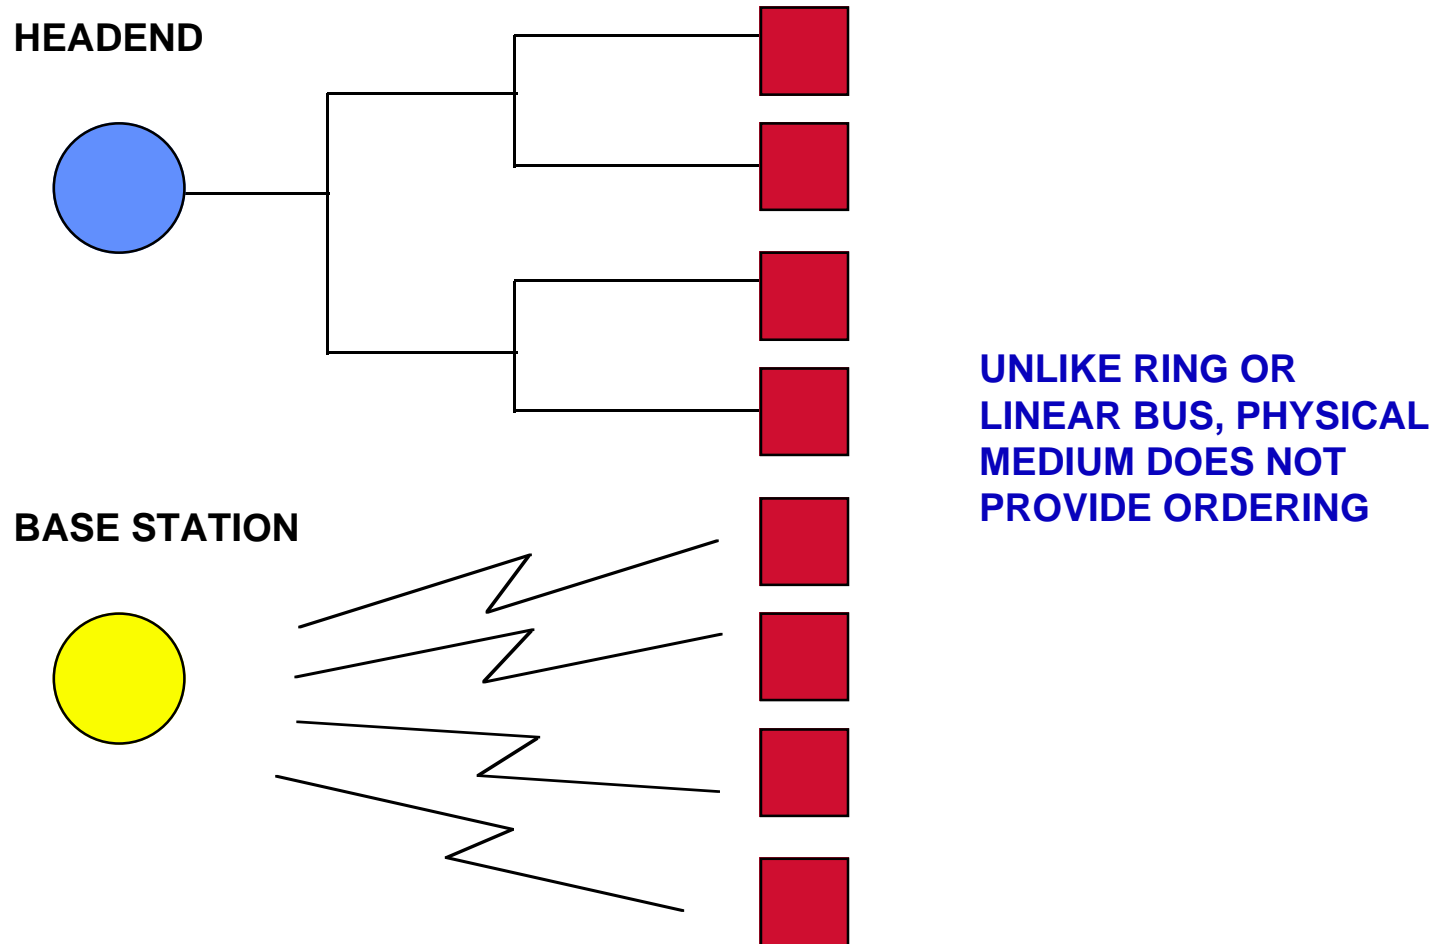 HEADEND
UNLIKE RING OR
LINEAR BUS, PHYSICAL
MEDIUM DOES NOT
PROVIDE ORDERING
BASE STATION